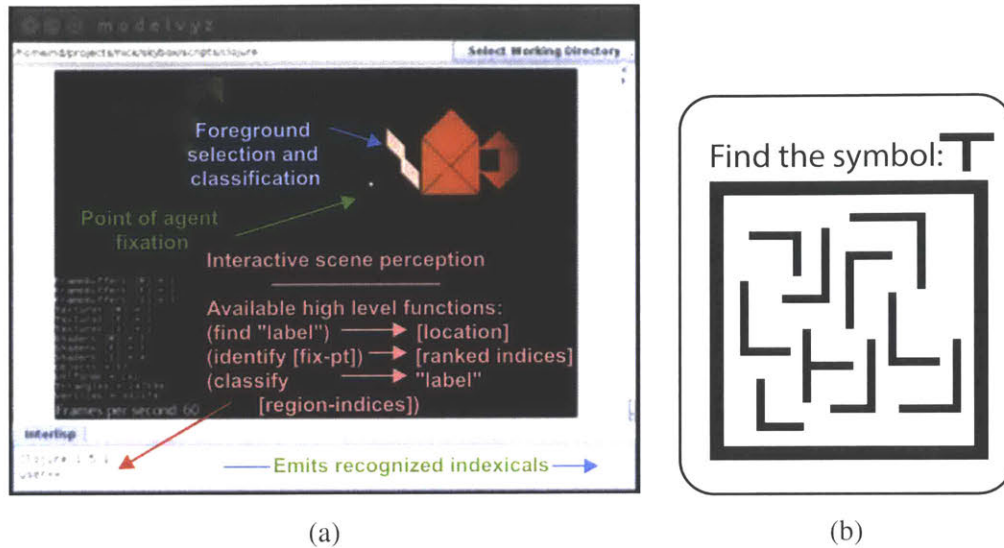 modelvyz
Select Working Directory
Foreground
selection and
classification
Point of agent
fixation
Interactive scene perception
Available high level functions:
(find "label") [location]
(identify [fix-pt]) [ranked indices]
(classify "label"
[region-indices])
Frames per second: 60
Interlisp
Emits recognized indexicals
(a)
Find the symbol: T
(b)